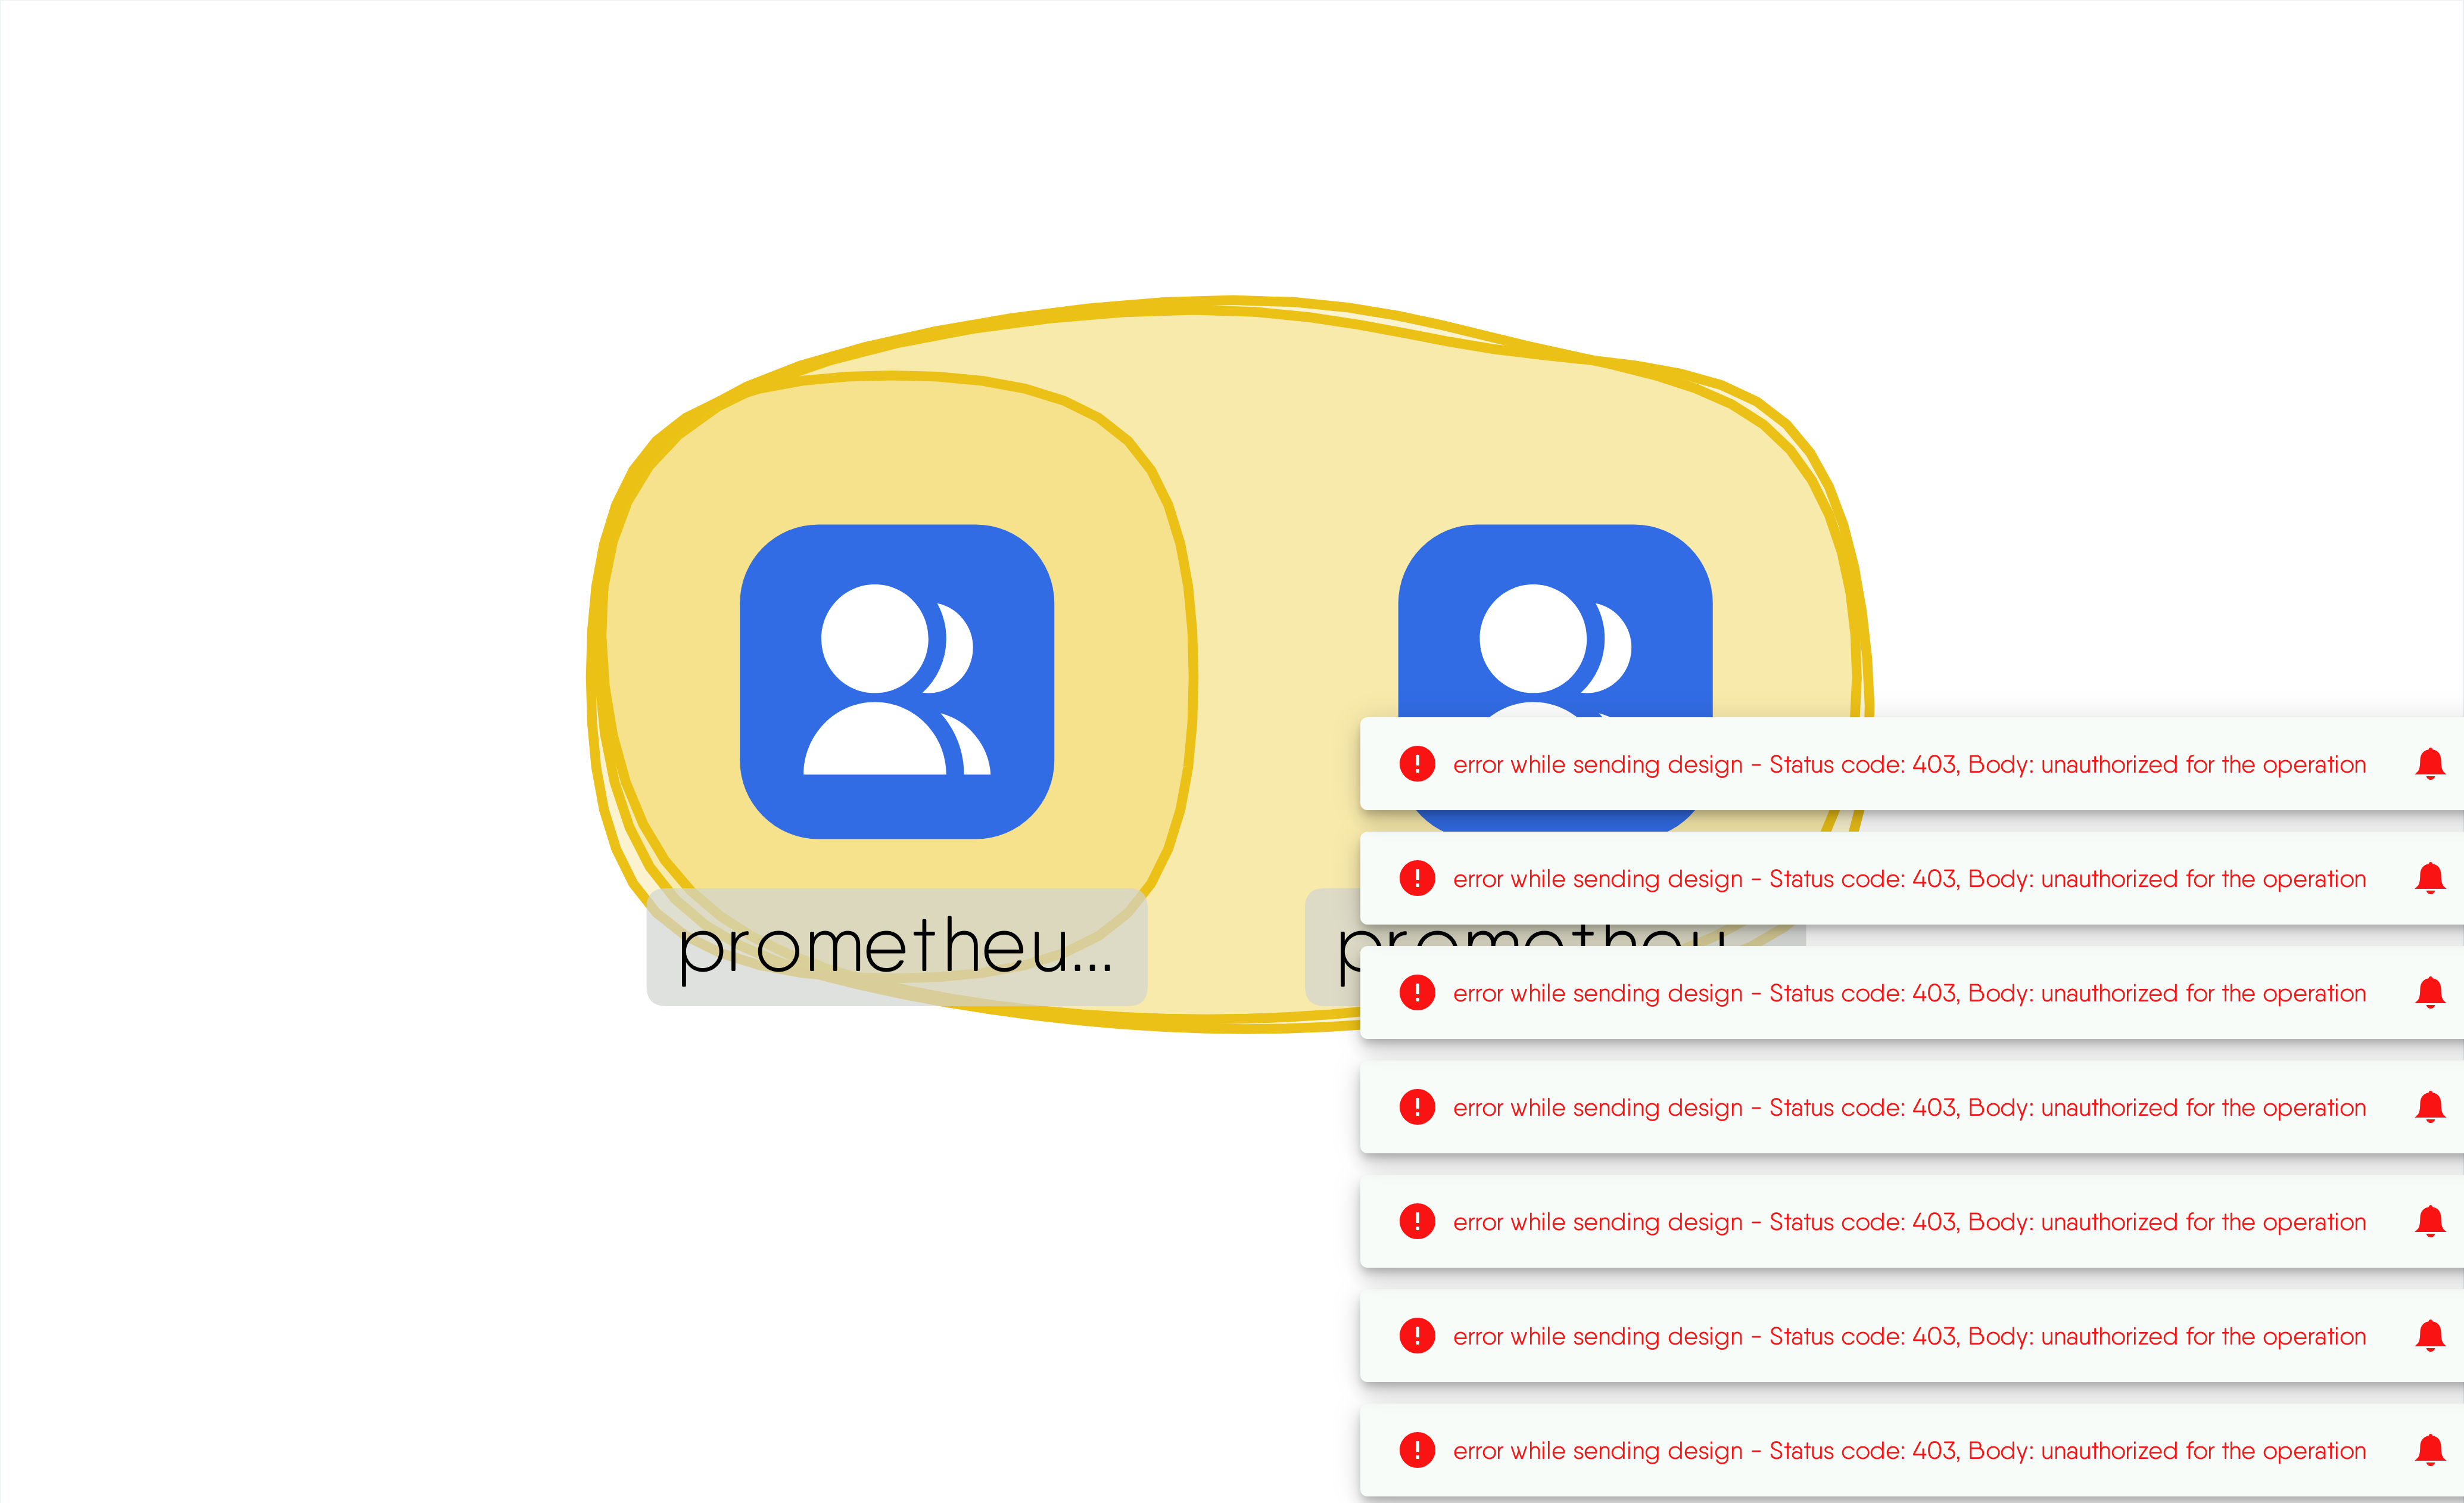 prometheu...
prometheu
error while sending design - Status code: 403, Body: unauthorized for the operation
error while sending design - Status code: 403, Body: unauthorized for the operation
error while sending design - Status code: 403, Body: unauthorized for the operation
error while sending design - Status code: 403, Body: unauthorized for the operation
error while sending design - Status code: 403, Body: unauthorized for the operation
error while sending design - Status code: 403, Body: unauthorized for the operation
error while sending design - Status code: 403, Body: unauthorized for the operation